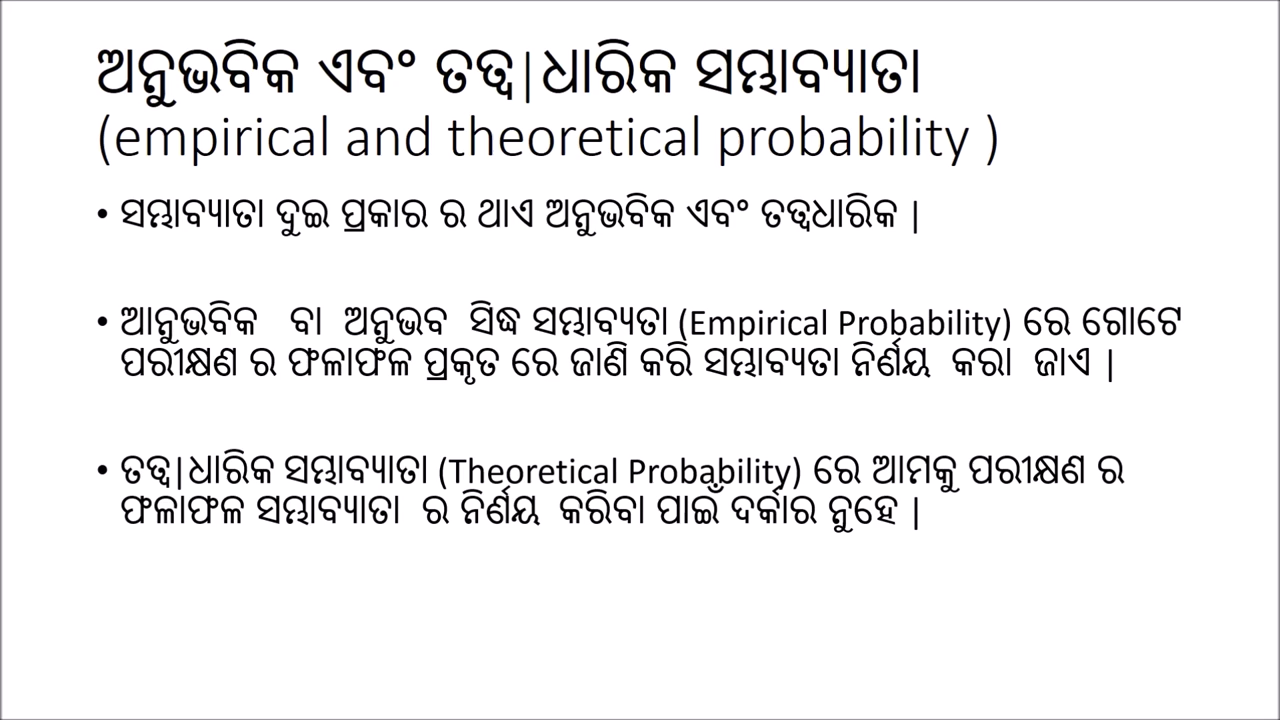 ଅନୁଭବିକ ଏବଂ ତତ୍ତ୍ଵ|ଧାରିକ ସମ୍ଭାବ୍ୟାତା
(empirical and theoretical probability )
• ସମ୍ଭାବ୍ୟାତା ଦୁଇ ପ୍ରକାର ର ଥାଏ ଅନୁଭବିକ ଏବଂ ତତ୍ତ୍ଵଧାରିକ |
• ଆନୁଭବିକ ବା ଅନୁଭବ ସିଦ୍ଧ ସମ୍ଭାବ୍ୟତା (Empirical Probability) ରେ ଗୋଟେ
ପରୀକ୍ଷଣ ର ଫଳାଫଳ ପ୍ରକୃତ ରେ ଜାଣି କରି ସମ୍ଭାବ୍ୟତା ନିର୍ଣୟ କରା ଜାଏ |
• ତତ୍ତ୍ଵ|ଧାରିକ ସମ୍ଭାବ୍ୟାତା (Theoretical Probability) ରେ ଆମକୁ ପରୀକ୍ଷଣ ର
ଫଳାଫଳ ସମ୍ଭାବ୍ୟାତା ର ନିର୍ଣୟ କରିବା ପାଇଁ ଦର୍କାର ନୁହେ |